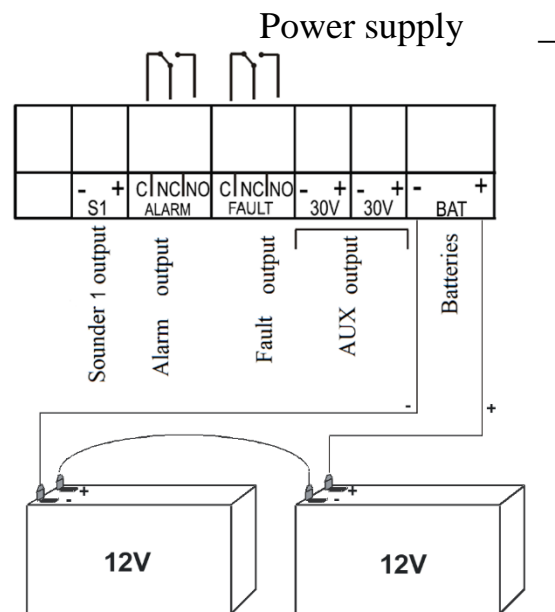 Power supply
- + C NC NO C NC NO - + - + - +
S1 ALARM FAULT 30V 30V BAT
Sounder 1 output
Alarm output
Fault output
AUX output
Batteries
- +
+ +
- -
12V 12V